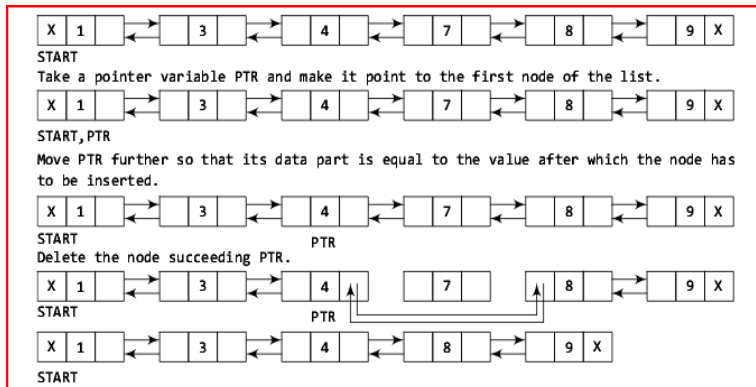 X 1 3 4 7 8 9 X
START
Take a pointer variable PTR and make it point to the first node of the list.
X 1 3 4 7 8 9 X
START,PTR
Move PTR further so that its data part is equal to the value after which the node has
to be inserted.
X 1 3 4 7 8 9 X
START PTR
Delete the node succeeding PTR.
X 1 3 4 7 8 9 X
START PTR
X 1 3 4 8 9 X
START